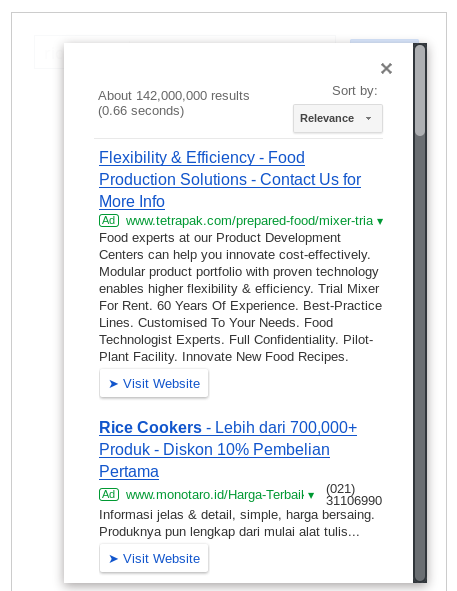 ×
Sort by:
About 142,000,000 results
(0.66 seconds)
Relevance
Flexibility & Efficiency - Food
Production Solutions - Contact Us for
More Info
Ad www.tetrapak.com/prepared-food/mixer-tria
Food experts at our Product Development
Centers can help you innovate cost-effectively.
Modular product portfolio with proven technology
enables higher flexibility & efficiency. Trial Mixer
For Rent. 60 Years Of Experience. Best-Practice
Lines. Customised To Your Needs. Food
Technologist Experts. Full Confidentiality. Pilot-
Plant Facility. Innovate New Food Recipes.
Visit Website
Rice Cookers - Lebih dari 700,000+
Produk - Diskon 10% Pembelian
Pertama
Ad www.monotaro.id/Harga-Terbaik (021)
31106990
Informasi jelas & detail, simple, harga bersaing.
Produknya pun lengkap dari mulai alat tulis...
Visit Website